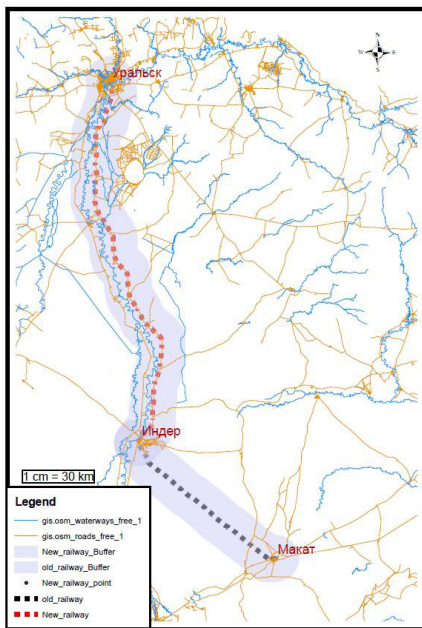 N
W E
S
Уральск
Индер
1 cm = 30 km
Макат
Legend
gis.osm_waterways_free_1
gis.osm_roads_free_1
New_railway_Buffer
old_railway_Buffer
New_railway_point
old_railway
New_railway